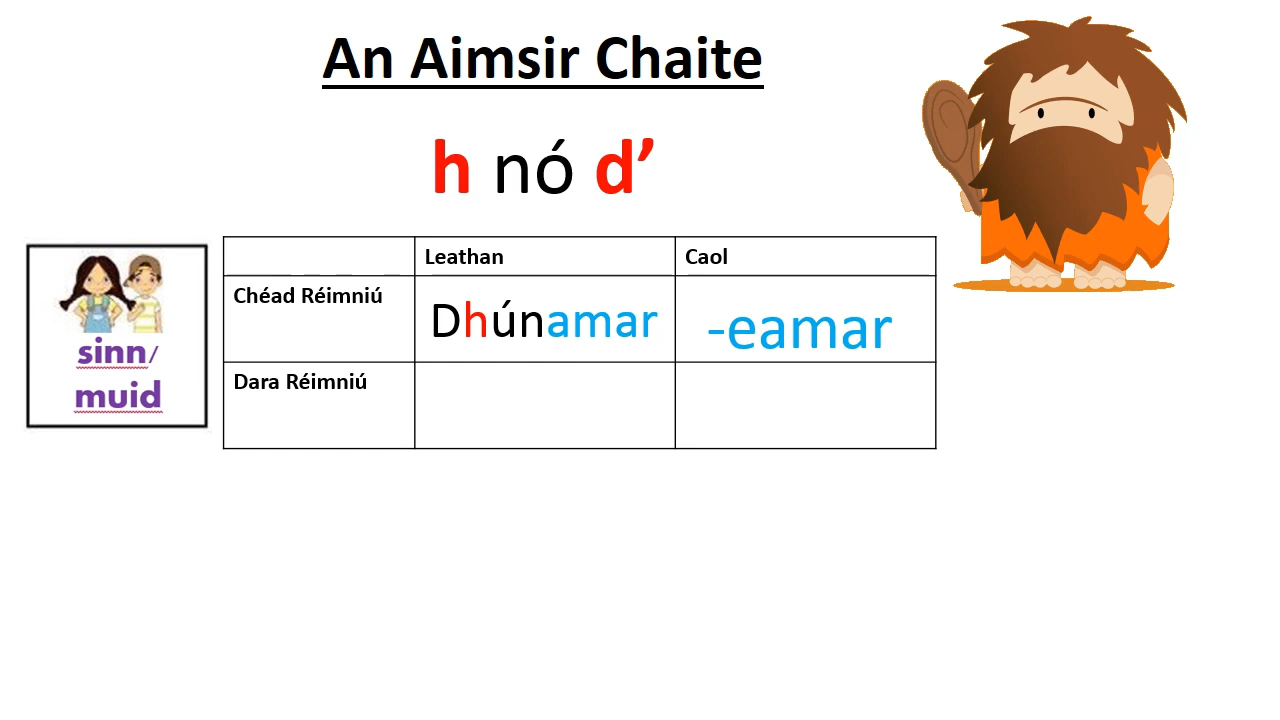 An Aimsir Chaite
h nó d’
sinn/
muid
Leathan
Caol
Chéad Réimniú
Dhúnamar
-eamar
Dara Réimniú